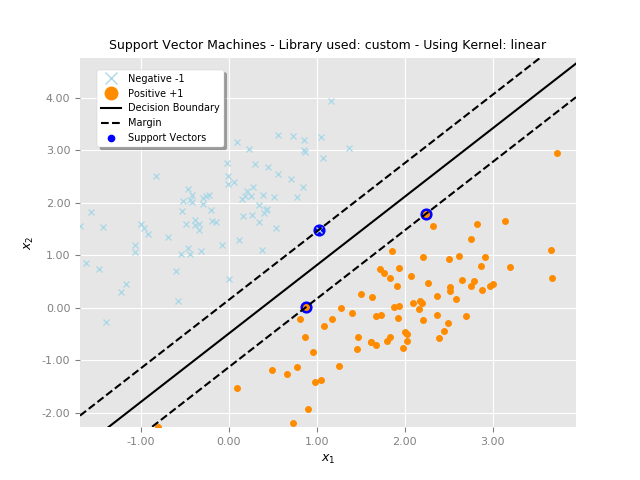 Support Vector Machines - Library used: custom - Using Kernel: linear
Negative -1
Positive +1
Decision Boundary
Margin
Support Vectors
4.00
3.00
2.00
1.00
0.00
-1.00
-2.00
x2
-1.00 0.00 1.00 2.00 3.00
x1